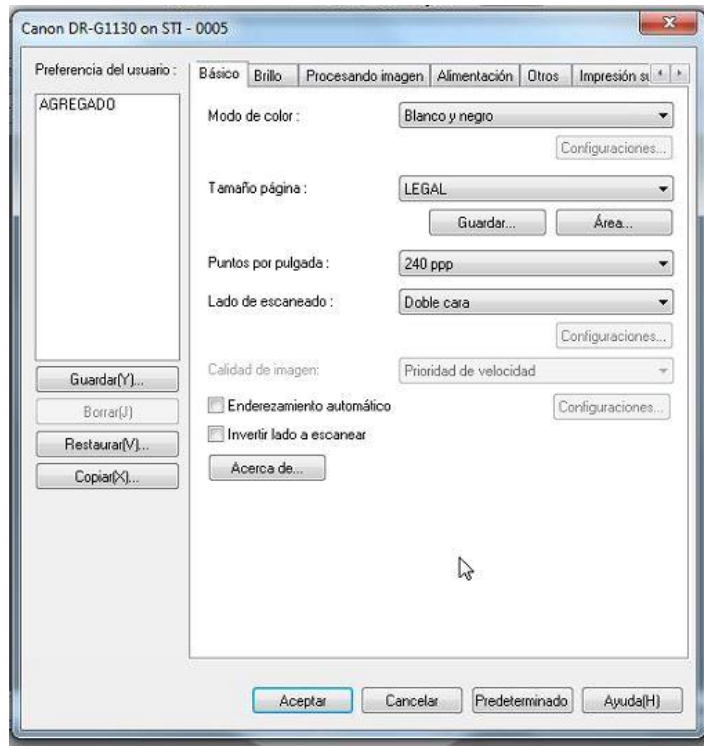 Canon DR-G1130 on STI - 0005
Preferencia del usuario :
AGREGADO
Guardar(Y)...
Borrar(J)
Restaurar(V)...
Copiar(X)...
Básico Brillo Procesando imagen Alimentación Otros Impresión su
Modo de color : Blanco y negro
Configuraciones...
Tamaño página : LEGAL
Guardar... Área...
Puntos por pulgada : 240 ppp
Lado de escaneado : Doble cara
Configuraciones...
Calidad de imagen: Prioridad de velocidad
Enderezamiento automático Configuraciones...
Invertir lado a escanear
Acerca de...
Aceptar Cancelar Predeterminado Ayuda(H)